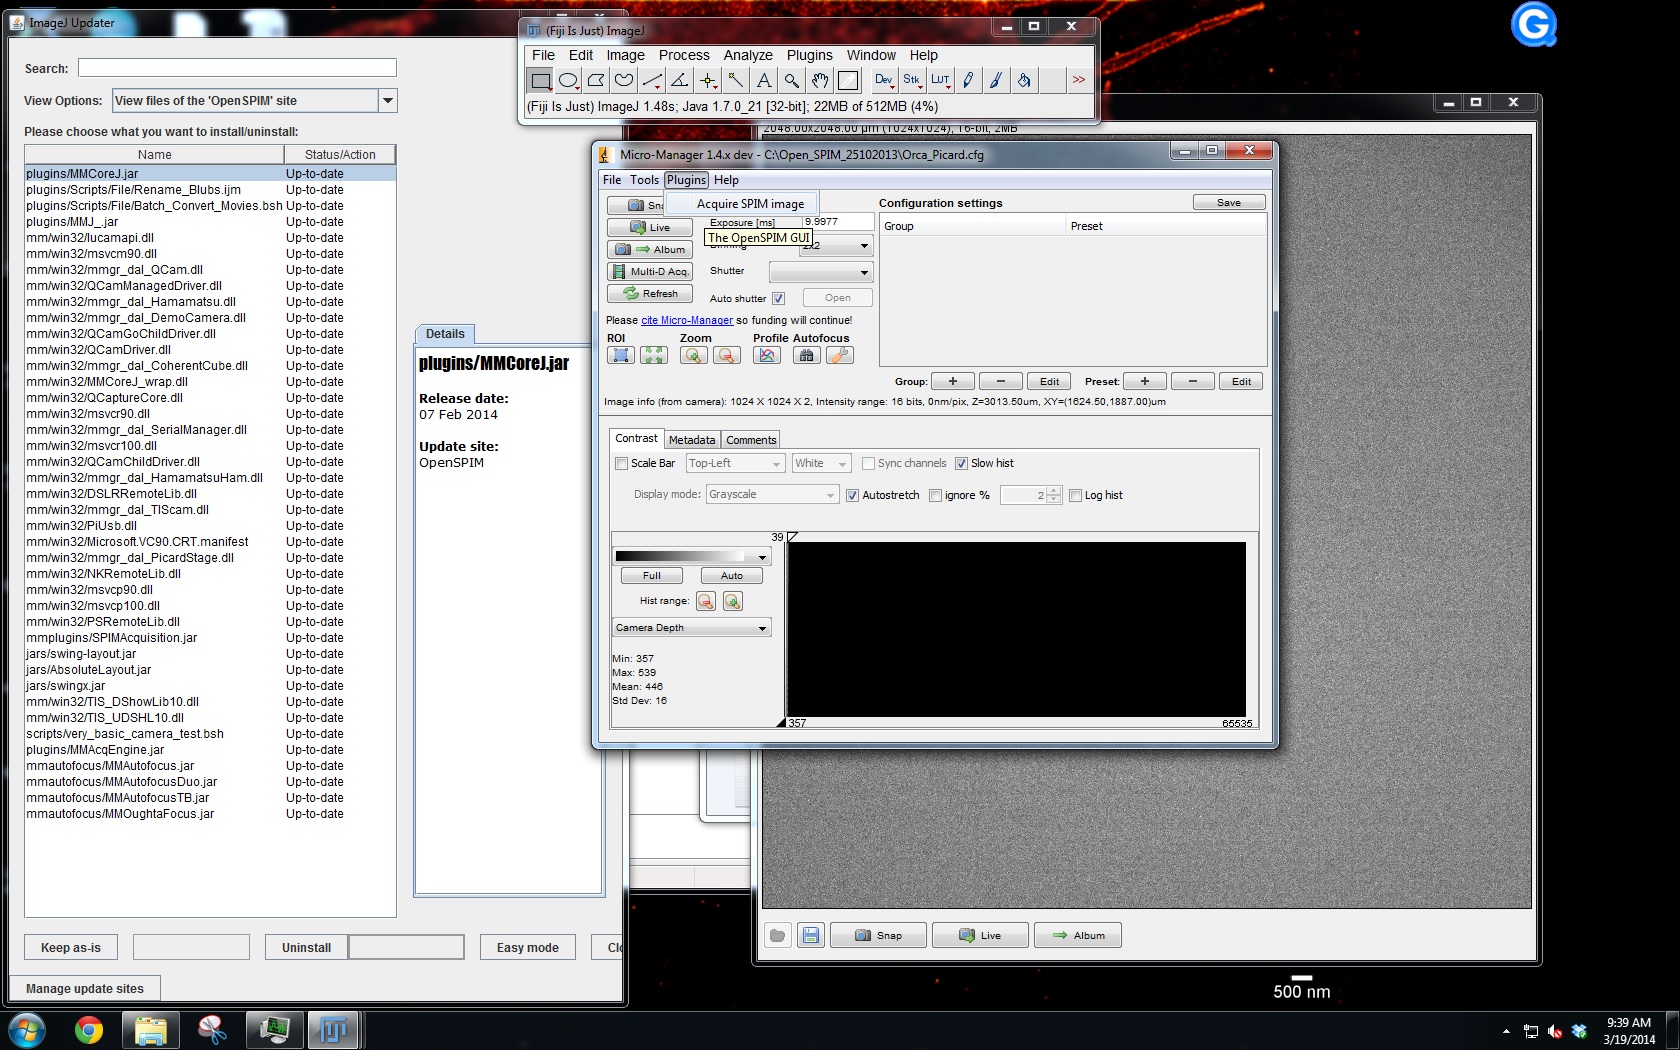 ImageJ Updater
Search:
View Options: View files of the 'OpenSPIM' site
Please choose what you want to install/uninstall:
Name Status/Action
plugins/MMCoreJ.jar Up-to-date
plugins/Scripts/File/Rename_Blubs.ijm Up-to-date
plugins/Scripts/File/Batch_Convert_Movies.bsh Up-to-date
plugins/MMJ_.jar Up-to-date
mm/win32/lucamapi.dll Up-to-date
mm/win32/msvcm90.dll Up-to-date
mm/win32/mmgr_dal_QCam.dll Up-to-date
mm/win32/QCamManagedDriver.dll Up-to-date
mm/win32/mmgr_dal_Hamamatsu.dll Up-to-date
mm/win32/mmgr_dal_DemoCamera.dll Up-to-date
mm/win32/QCamGoChildDriver.dll Up-to-date
mm/win32/QCamDriver.dll Up-to-date
mm/win32/mmgr_dal_CoherentCube.dll Up-to-date
mm/win32/MMCoreJ_wrap.dll Up-to-date
mm/win32/QCaptureCore.dll Up-to-date
mm/win32/msvcr90.dll Up-to-date
mm/win32/mmgr_dal_SerialManager.dll Up-to-date
mm/win32/msvcr100.dll Up-to-date
mm/win32/QCamChildDriver.dll Up-to-date
mm/win32/mmgr_dal_HamamatsuHam.dll Up-to-date
mm/win32/DSLRRemoteLib.dll Up-to-date
mm/win32/mmgr_dal_TIScam.dll Up-to-date
mm/win32/PiUsb.dll Up-to-date
mm/win32/Microsoft.VC90.CRT.manifest Up-to-date
mm/win32/mmgr_dal_PicardStage.dll Up-to-date
mm/win32/NKRemoteLib.dll Up-to-date
mm/win32/msvcp90.dll Up-to-date
mm/win32/msvcp100.dll Up-to-date
mm/win32/PSRemoteLib.dll Up-to-date
mmplugins/SPIMAcquisition.jar Up-to-date
jars/swing-layout.jar Up-to-date
jars/AbsoluteLayout.jar Up-to-date
jars/swingx.jar Up-to-date
mm/win32/TIS_DShowLib10.dll Up-to-date
mm/win32/TIS_UDSHL10.dll Up-to-date
scripts/very_basic_camera_test.bsh Up-to-date
plugins/MMAcqEngine.jar Up-to-date
mmautofocus/MMAutofocus.jar Up-to-date
mmautofocus/MMAutofocusDuo.jar Up-to-date
mmautofocus/MMAutofocusTB.jar Up-to-date
mmautofocus/MMOughtaFocus.jar Up-to-date
Details
plugins/MMCoreJ.jar
Release date:
07 Feb 2014
Update site:
OpenSPIM
Keep as-is Uninstall Easy mode
Manage update sites
(Fiji Is Just) ImageJ
File Edit Image Process Analyze Plugins Window Help
A Dev Stk LUT >>
(Fiji Is Just) ImageJ 1.48s; Java 1.7.0_21 [32-bit]; 22MB of 512MB (4%)
2048.00x2048.00 µm (1024x1024); 16-bit; 2MB
Micro-Manager 1.4.x dev - C:\Open_SPIM_25102013\Orca_Picard.cfg
File Tools Plugins Help
Acquire SPIM image
The OpenSPIM GUI
Live
Album
Multi-D Acq.
Refresh
Exposure [ms] 9.9977
2x2
Shutter
Auto shutter Open
Please cite Micro-Manager so funding will continue!
ROI Zoom Profile Autofocus
Configuration settings Save
Group Preset
Group: + - Edit Preset: + - Edit
Image info (from camera): 1024 X 1024 X 2, Intensity range: 16 bits, 0nm/pix, Z=3013.50um, XY=(1624.50,1887.00)um
Contrast Metadata Comments
Scale Bar Top-Left White Sync channels Slow hist
Display mode: Grayscale Autostretch ignore % 2 Log hist
39
Full Auto
Hist range:
Camera Depth
Min: 357
Max: 539
Mean: 446
Std Dev: 16
357 65535
Snap Live Album
500 nm
9:39 AM
3/19/2014